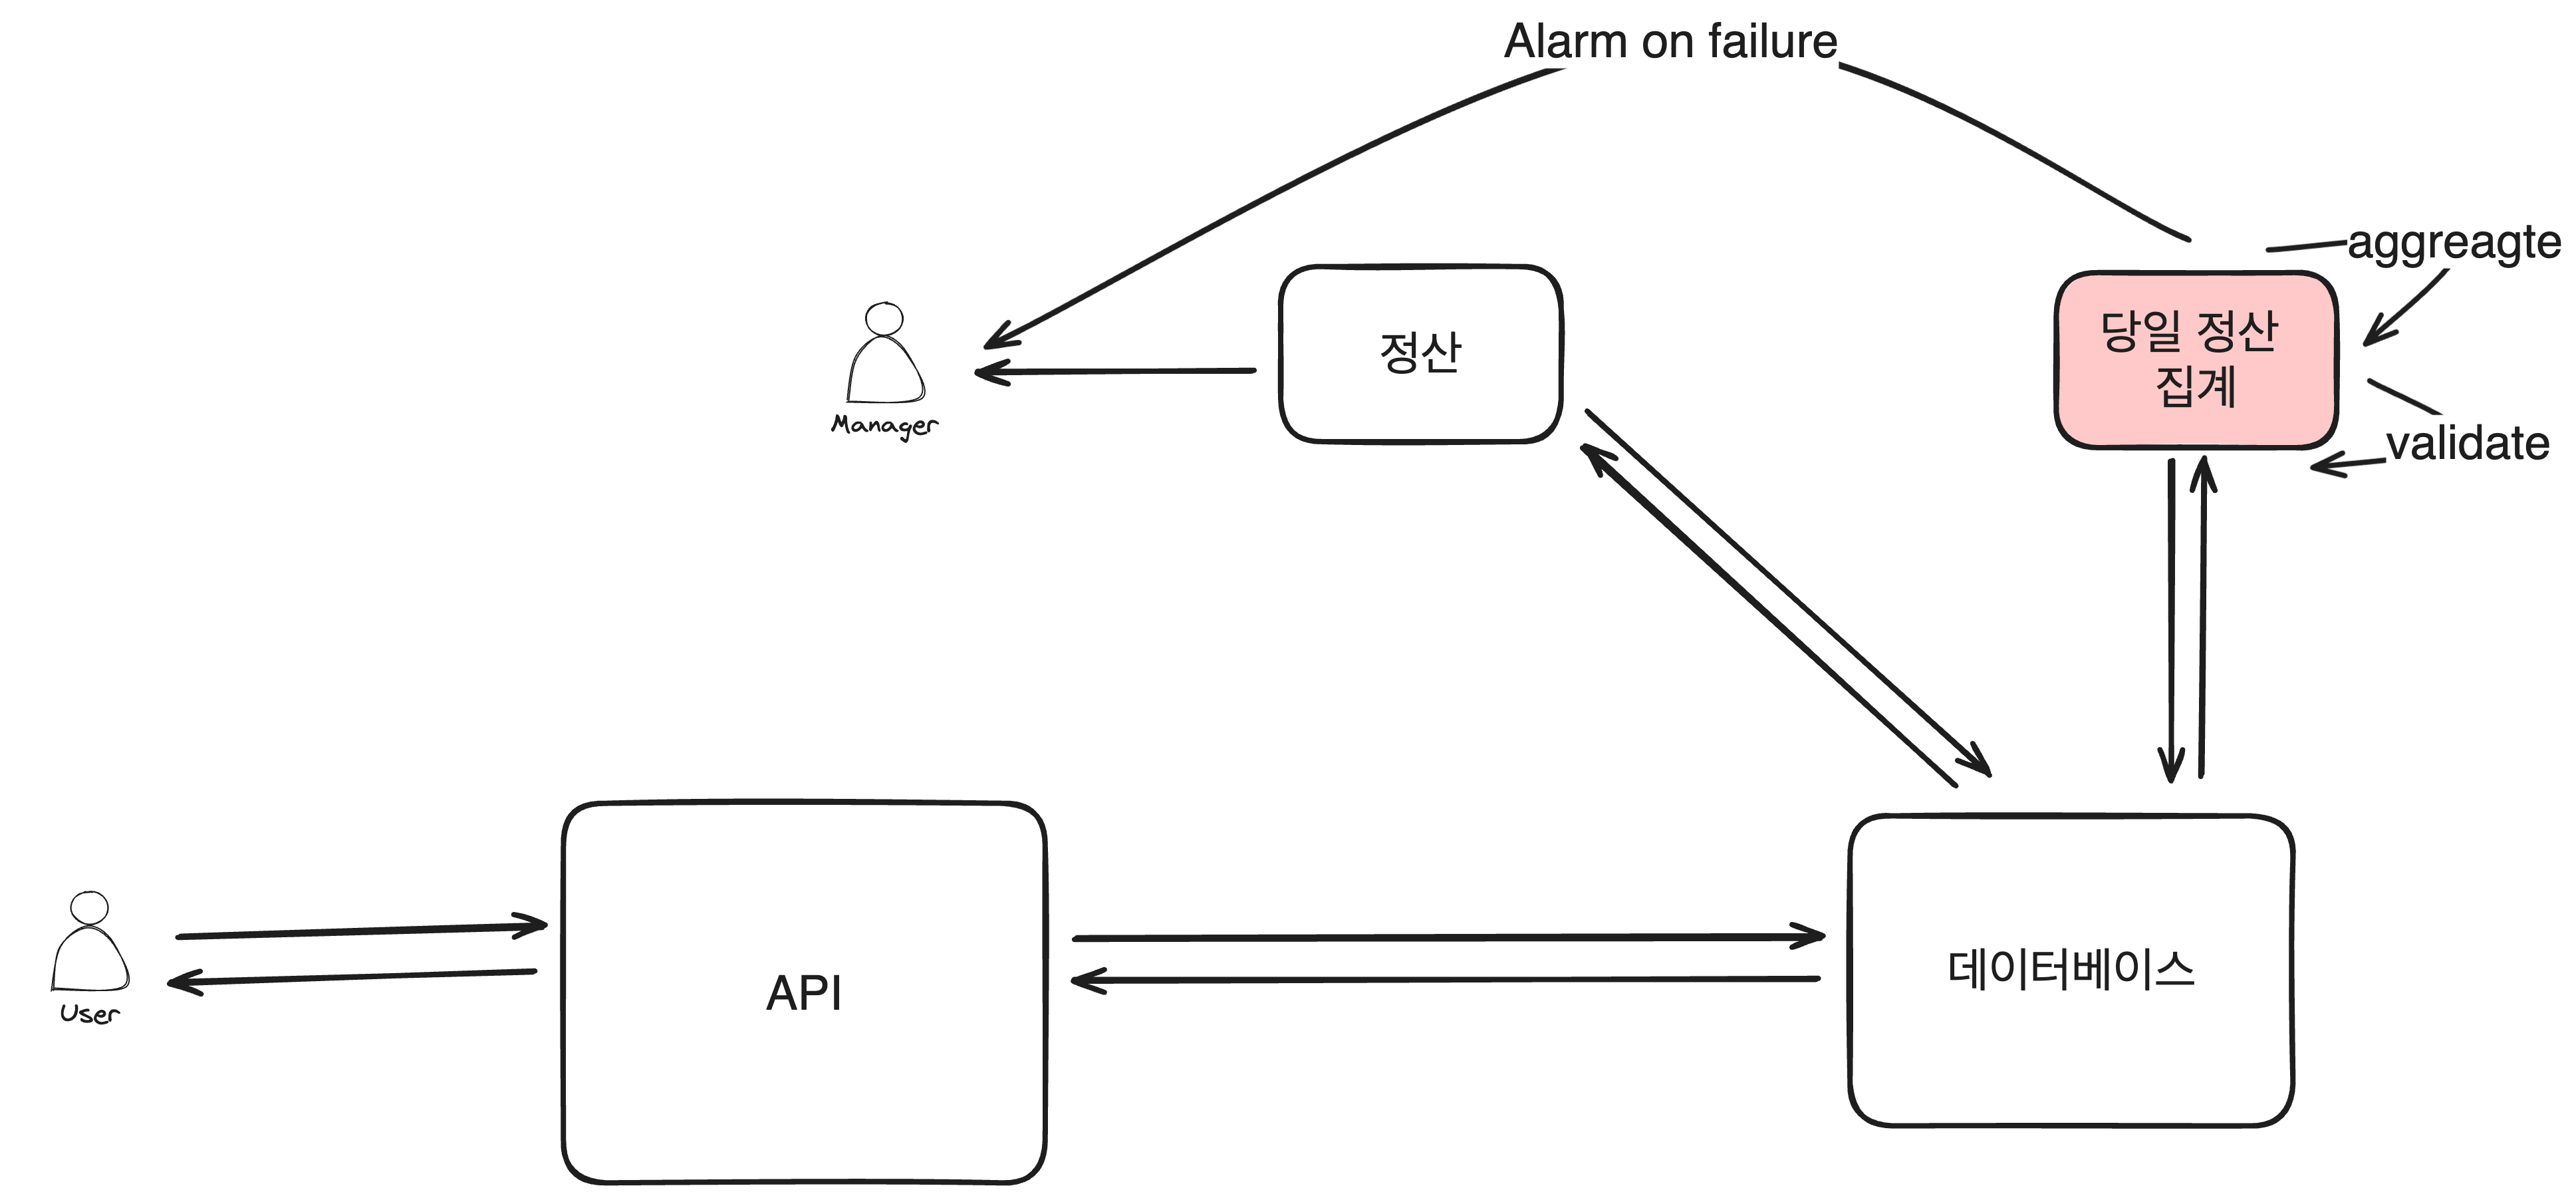 Alarm on failure
aggreagte
당일 정산
집계
정산
Manager
validate
API
데이터베이스
User